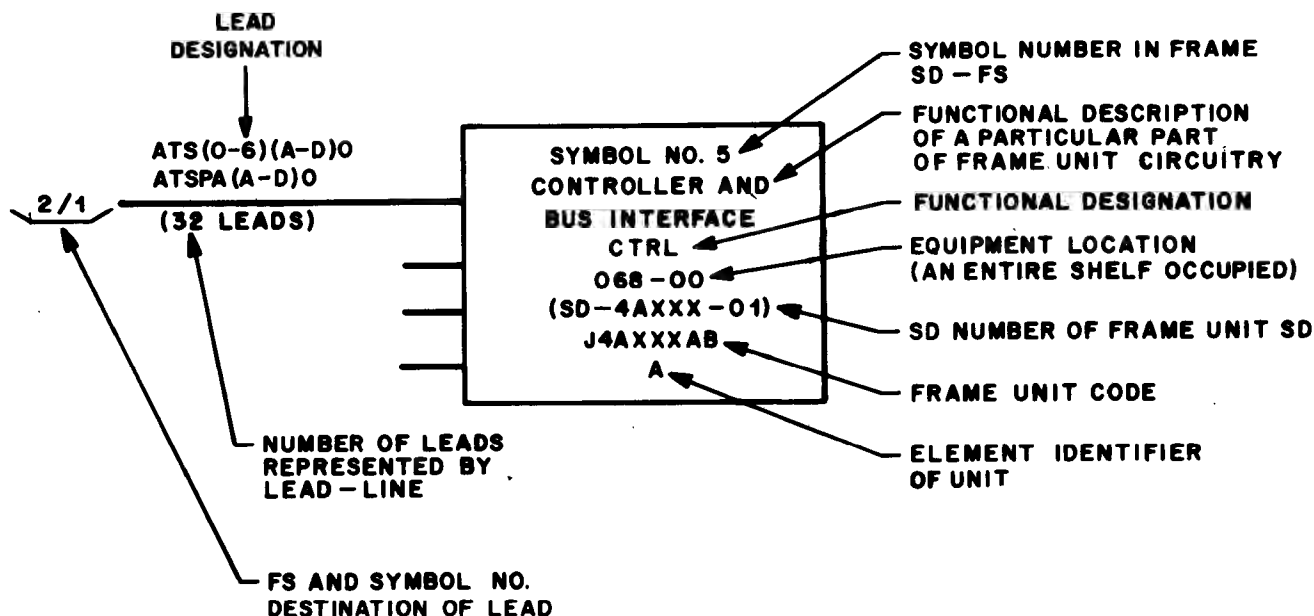 LEAD
DESIGNATION
ATS(0-6)(A-D)0
ATSPA(A-D)0
2/1
(32 LEADS)
NUMBER OF LEADS
REPRESENTED BY
LEAD-LINE
FS AND SYMBOL NO.
DESTINATION OF LEAD
SYMBOL NO. 5
CONTROLLER AND
BUS INTERFACE
CTRL
068-00
(SD-4AXXX-01)
J4AXXXAB
A
SYMBOL NUMBER IN FRAME
SD-FS
FUNCTIONAL DESCRIPTION
OF A PARTICULAR PART
OF FRAME UNIT CIRCUITRY
FUNCTIONAL DESIGNATION
EQUIPMENT LOCATION
(AN ENTIRE SHELF OCCUPIED)
SD NUMBER OF FRAME UNIT SD
FRAME UNIT CODE
ELEMENT IDENTIFIER
OF UNIT